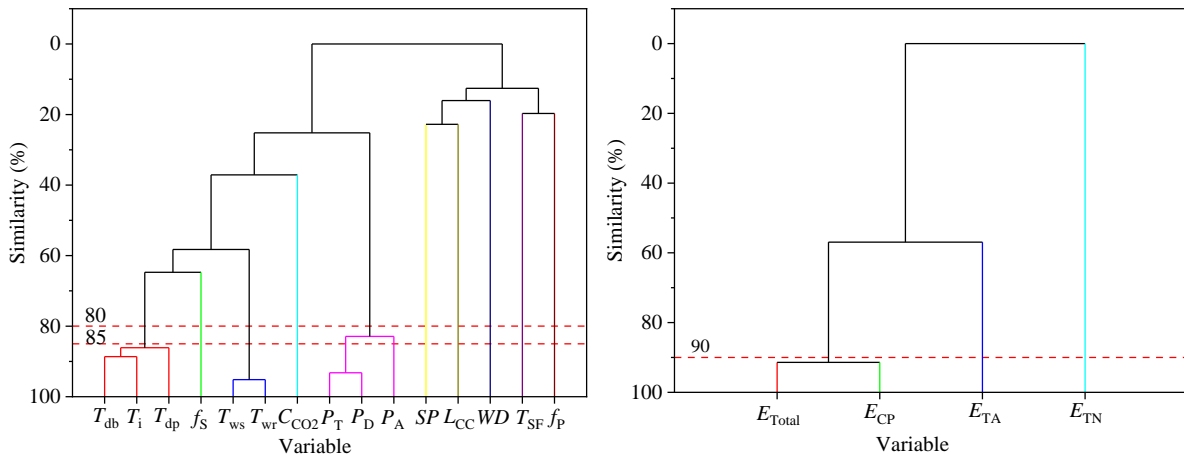 0
20
40
60
80
100
Similarity (%)
80
85
T_db T_i T_dp f_S T_ws T_wr C_CO2 P_T P_D P_A SP L_CC WD T_SF f_P
Variable
0
20
40
60
80
100
Similarity (%)
90
E_Total E_CP E_TA E_TN
Variable